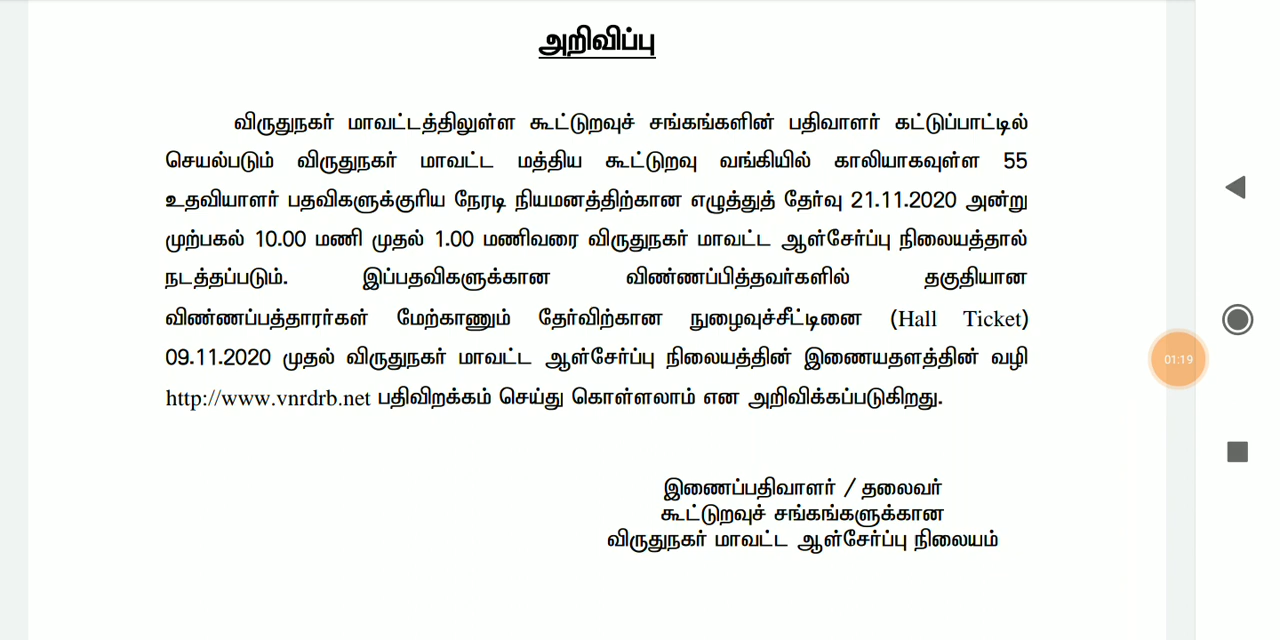 அறிவிப்பு
விருதுநகர் மாவட்டத்திலுள்ள கூட்டுறவுச் சங்கங்களின் பதிவாளர் கட்டுப்பாட்டில்
செயல்படும் விருதுநகர் மாவட்ட மத்திய கூட்டுறவு வங்கியில் காலியாகவுள்ள 55
உதவியாளர் பதவிகளுக்குரிய நேரடி நியமனத்திற்கான எழுத்துத் தேர்வு 21.11.2020 அன்று
முற்பகல் 10.00 மணி முதல் 1.00 மணிவரை விருதுநகர் மாவட்ட ஆள்சேர்ப்பு நிலையத்தால்
நடத்தப்படும். இப்பதவிகளுக்கான விண்ணப்பித்தவர்களில் தகுதியான
விண்ணப்பத்தாரர்கள் மேற்காணும் தேர்விற்கான நுழைவுச்சீட்டினை (Hall Ticket)
09.11.2020 முதல் விருதுநகர் மாவட்ட ஆள்சேர்ப்பு நிலையத்தின் இணையதளத்தின் வழி
http://www.vnrdrb.net பதிவிறக்கம் செய்து கொள்ளலாம் என அறிவிக்கப்படுகிறது.
இணைப்பதிவாளர் / தலைவர்
கூட்டுறவுச் சங்கங்களுக்கான
விருதுநகர் மாவட்ட ஆள்சேர்ப்பு நிலையம்
01:19